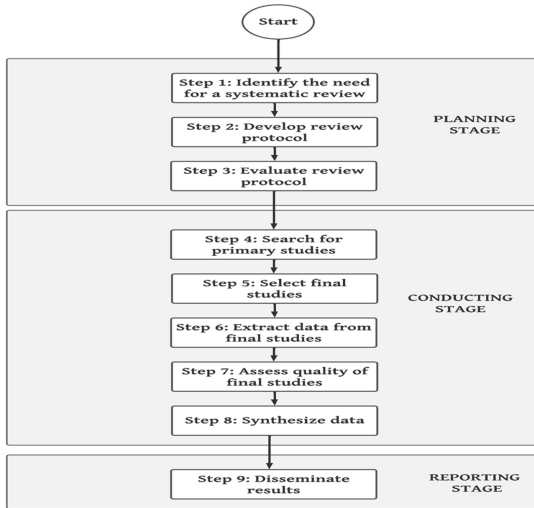 Start
Step 1: Identify the need
for a systematic review
PLANNING
STAGE
Step 2: Develop review
protocol
Step 3: Evaluate review
protocol
Step 4: Search for
primary studies
Step 5: Select final
studies
CONDUCTING
STAGE
Step 6: Extract data from
final studies
Step 7: Assess quality of
final studies
Step 8: Synthesize data
Step 9: Disseminate
results
REPORTING
STAGE